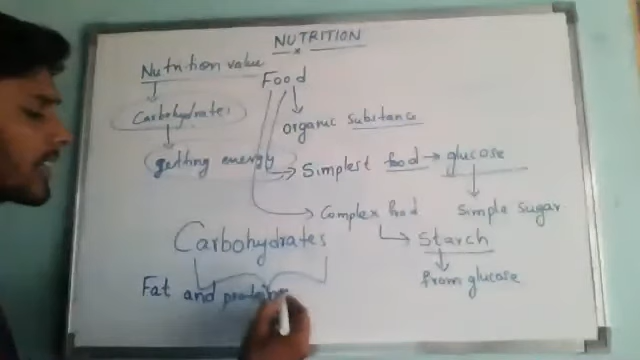 NUTRITION
Nutrition value
Food
Carbohydrates
organic substance
getting energy
Simplest food → glucose
Complex food
Simple sugar
Carbohydrates
Starch
from glucose
Fat and